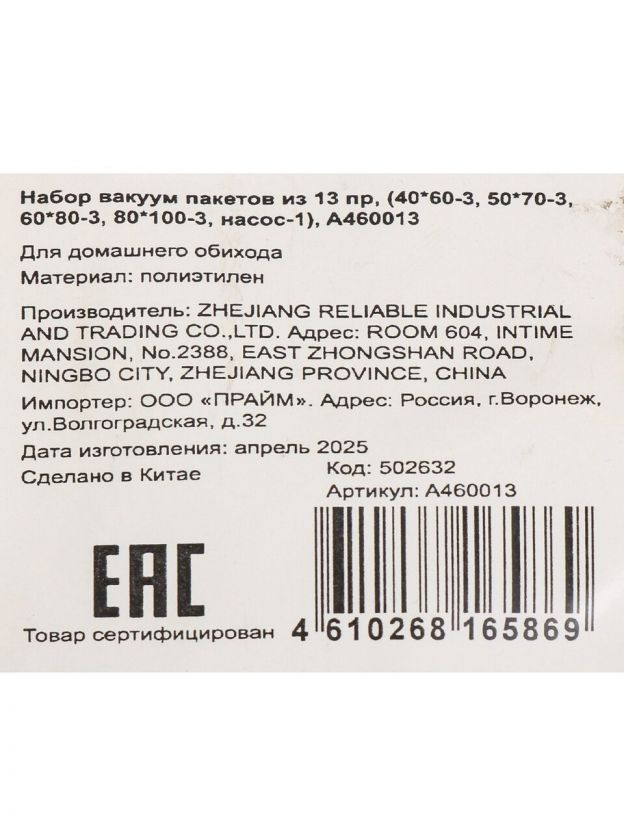 Набор вакуум пакетов из 13 пр, (40*60-3, 50*70-3,
60*80-3, 80*100-3, насос-1), А460013
Для домашнего обихода
Материал: полиэтилен
Производитель: ZHEJIANG RELIABLE INDUSTRIAL
AND TRADING CO.,LTD. Адрес: ROOM 604, INTIME
MANSION, No.2388, EAST ZHONGSHAN ROAD,
NINGBO CITY, ZHEJIANG PROVINCE, CHINA
Импортер: ООО «ПРАЙМ». Адрес: Россия, г.Воронеж,
ул.Волгоградская, д.32
Дата изготовления: апрель 2025
Сделано в Китае
Код: 502632
Артикул: А460013
EAC
Товар сертифицирован
4 610268 165869